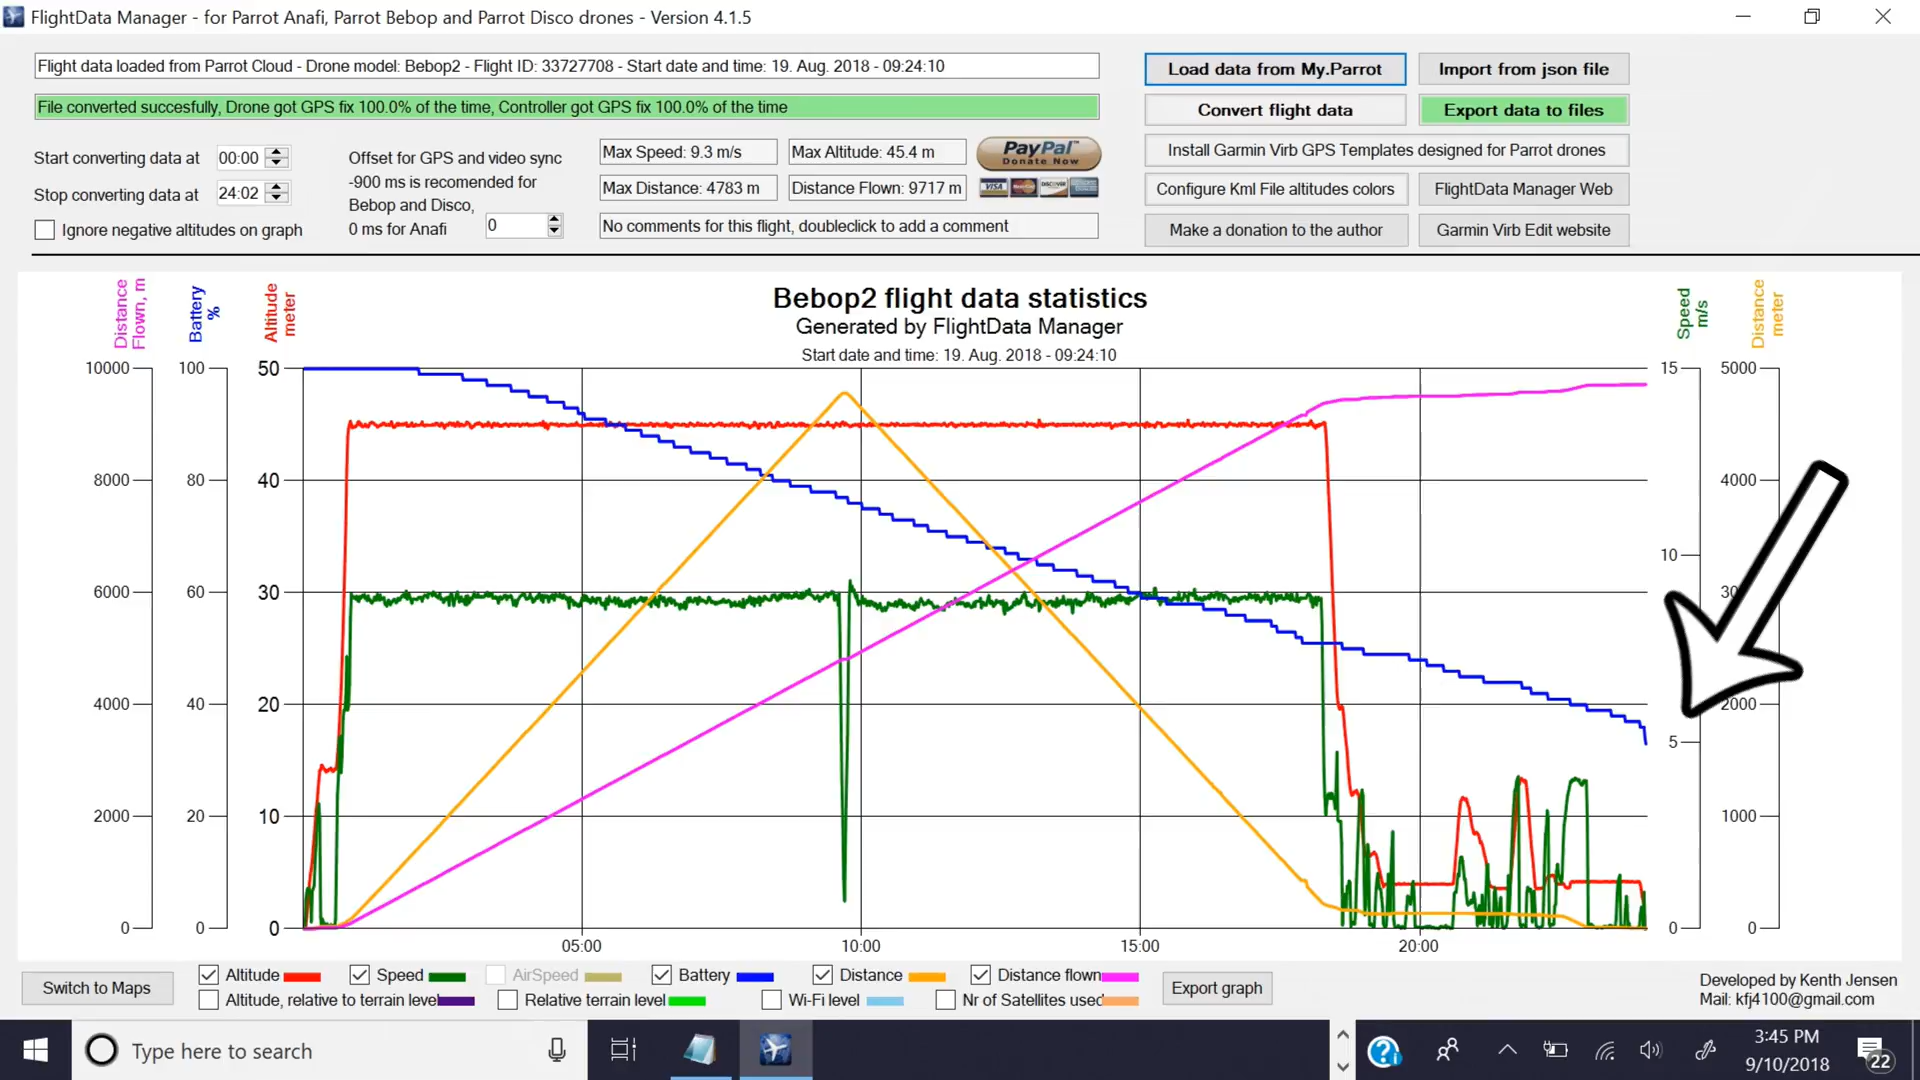 FlightData Manager - for Parrot Anafi, Parrot Bebop and Parrot Disco drones - Version 4.1.5
Flight data loaded from Parrot Cloud - Drone model: Bebop2 - Flight ID: 33727708 - Start date and time: 19. Aug. 2018 - 09:24:10
File converted succesfully, Drone got GPS fix 100.0% of the time, Controller got GPS fix 100.0% of the time
Start converting data at 00:00
Stop converting data at 24:02
Ignore negative altitudes on graph
Offset for GPS and video sync
-900 ms is recomended for
Bebop and Disco,
0 ms for Anafi 0
Max Speed: 9.3 m/s
Max Altitude: 45.4 m
Max Distance: 4783 m
Distance Flown: 9717 m
No comments for this flight, doubleclick to add a comment
PayPal™
Donate Now
VISA
Load data from My.Parrot
Import from json file
Convert flight data
Export data to files
Install Garmin Virb GPS Templates designed for Parrot drones
Configure Kml File altitudes colors
FlightData Manager Web
Make a donation to the author
Garmin Virb Edit website
Bebop2 flight data statistics
Generated by FlightData Manager
Start date and time: 19. Aug. 2018 - 09:24:10
Distance
Flown, m
Battery
%
Altitude
meter
Speed
m/s
Distance
meter
10000 100 50 15 5000
8000 80 40 4000
10
6000 60 30 30
4000 40 20 2000
5
2000 20 10 1000
0 0 0 0 0
05:00 10:00 15:00 20:00
Switch to Maps
Altitude Speed AirSpeed Battery Distance Distance flown
Altitude, relative to terrain level Relative terrain level Wi-Fi level Nr of Satellites used
Export graph
Developed by Kenth Jensen
Mail: kfj4100@gmail.com
Type here to search
3:45 PM
9/10/2018
22